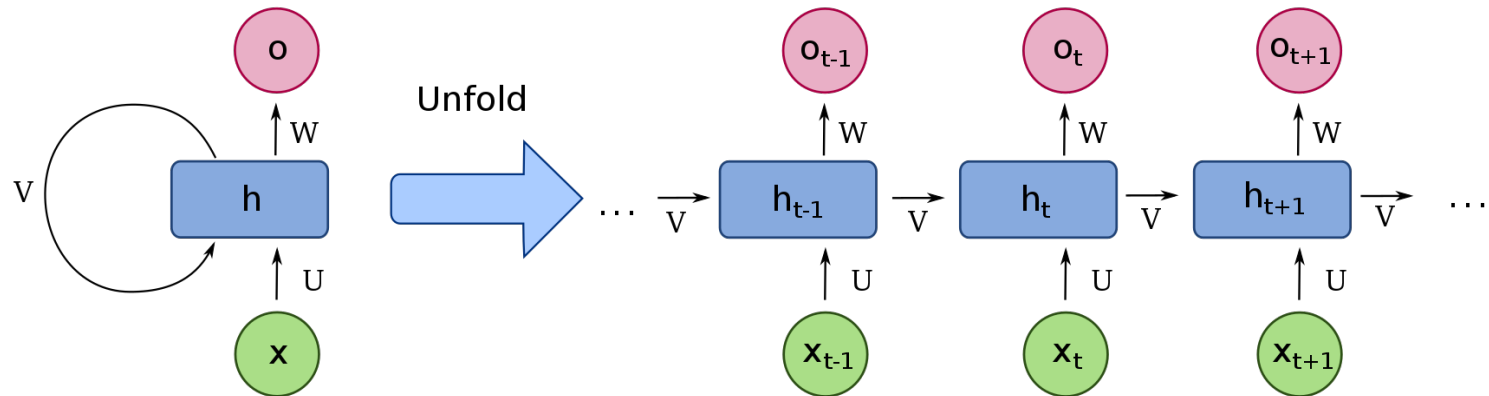 o
W
V
h
U
x
Unfold
... V
o_{t-1}
W
h_{t-1}
V
U
x_{t-1}
o_t
W
h_t
V
U
x_t
o_{t+1}
W
h_{t+1}
V ...
U
x_{t+1}